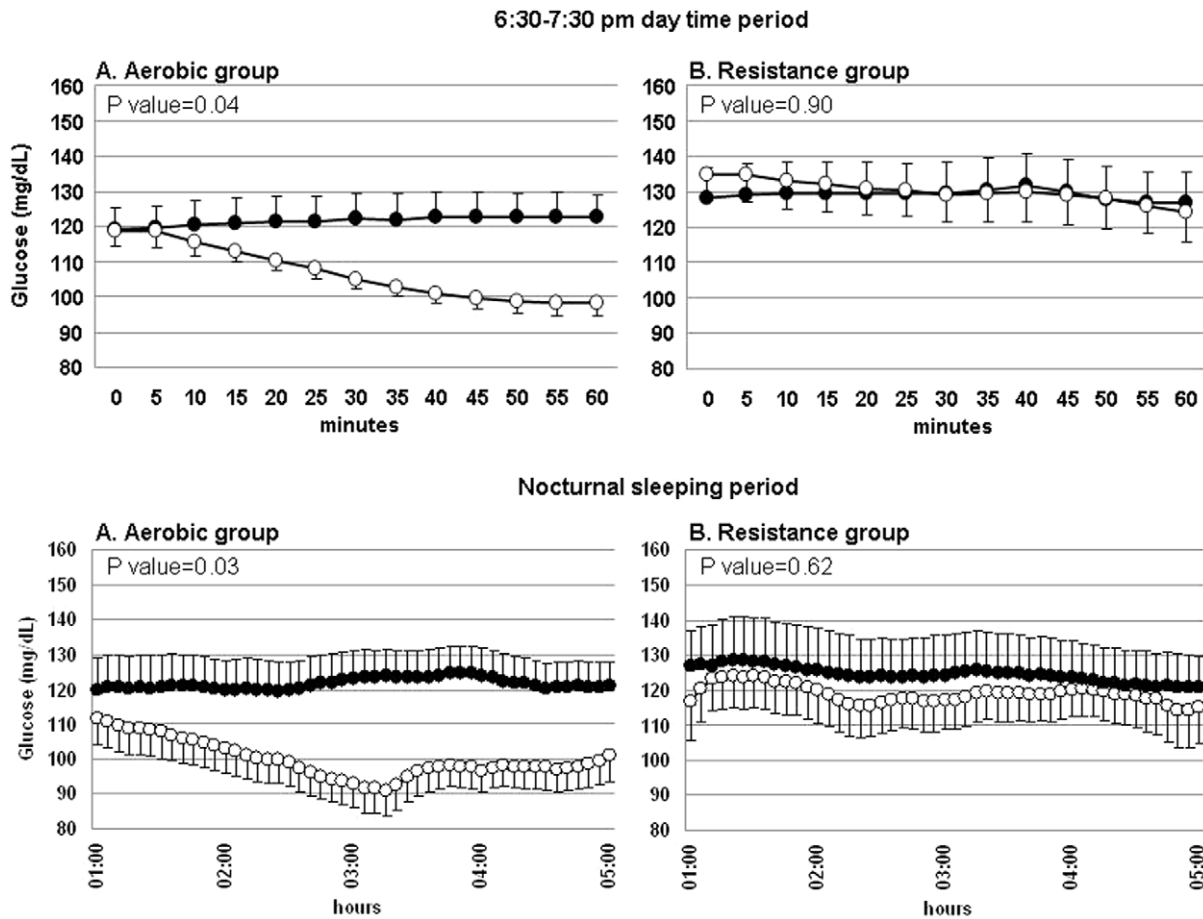 6:30-7:30 pm day time period
A. Aerobic group
P value=0.04
Glucose (mg/dL)
160
150
140
130
120
110
100
90
80
0 5 10 15 20 25 30 35 40 45 50 55 60
minutes
B. Resistance group
P value=0.90
160
150
140
130
120
110
100
90
80
0 5 10 15 20 25 30 35 40 45 50 55 60
minutes
Nocturnal sleeping period
A. Aerobic group
P value=0.03
Glucose (mg/dL)
160
150
140
130
120
110
100
90
80
01:00 02:00 03:00 04:00 05:00
hours
B. Resistance group
P value=0.62
160
150
140
130
120
110
100
90
80
01:00 02:00 03:00 04:00 05:00
hours